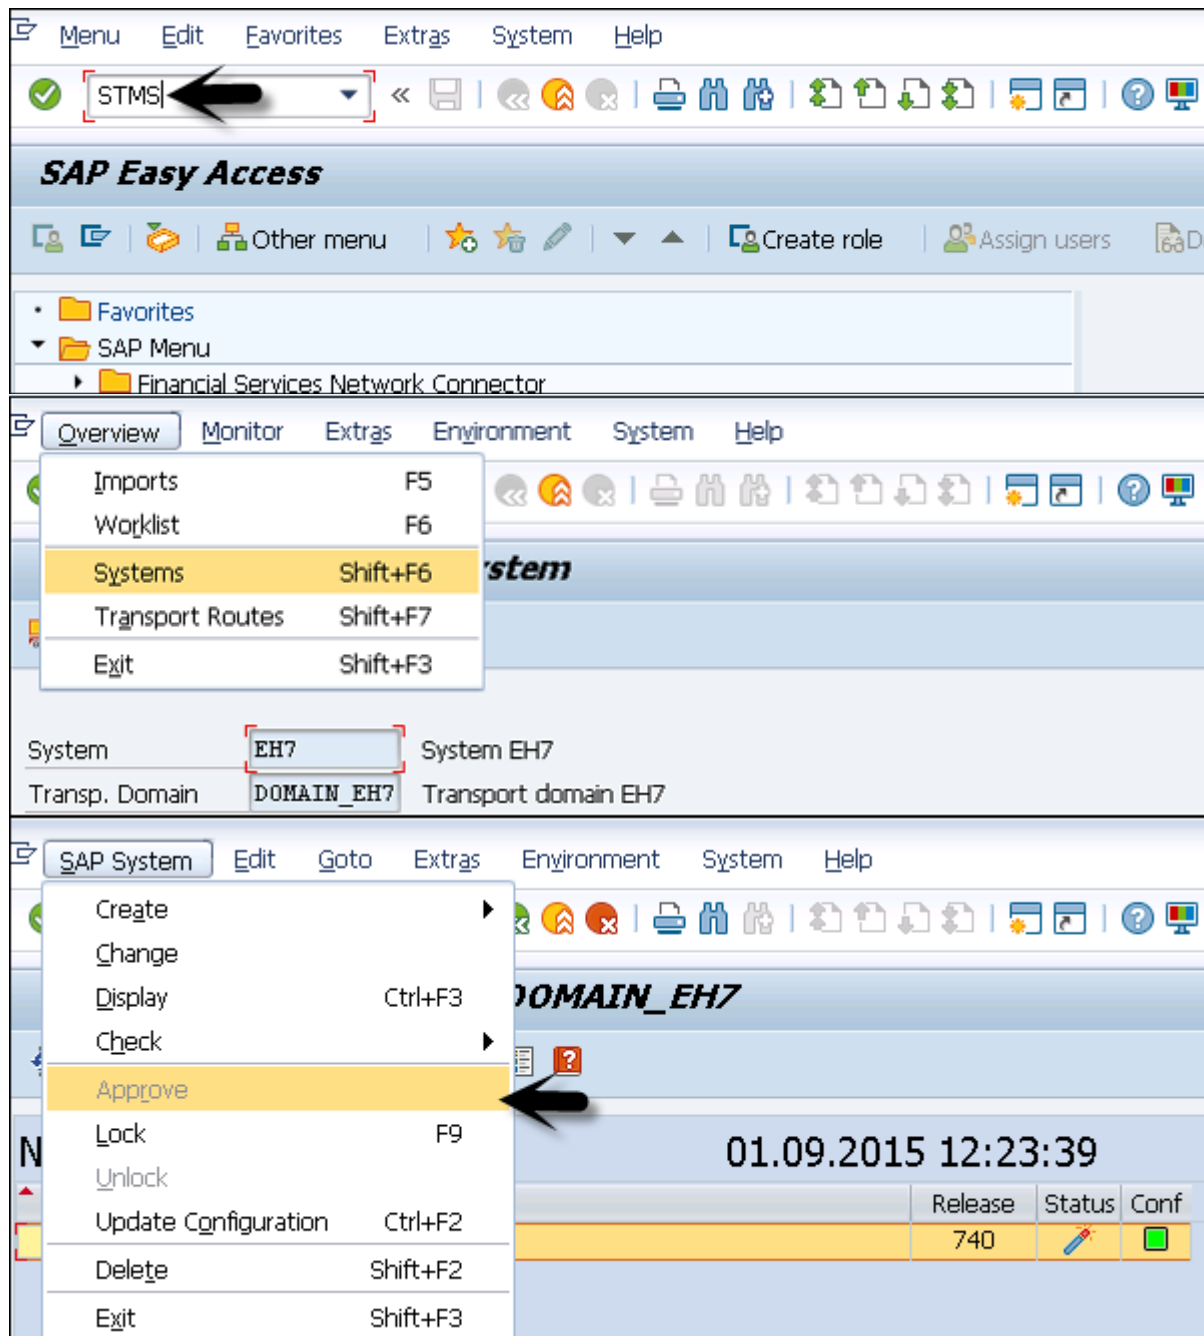 Menu Edit Favorites Extras System Help
STMS
SAP Easy Access
Other menu Create role Assign users D
Favorites
SAP Menu
Financial Services Network Connector
Overview Monitor Extras Environment System Help
Imports F5
Worklist F6
Systems Shift+F6
stem
Transport Routes Shift+F7
Exit Shift+F3
System EH7 System EH7
Transp. Domain DOMAIN_EH7 Transport domain EH7
SAP System Edit Goto Extras Environment System Help
Create
Change
Display Ctrl+F3
DOMAIN_EH7
Check
Approve
Lock F9
N 01.09.2015 12:23:39
Unlock
Release Status Conf
Update Configuration Ctrl+F2
740
Delete Shift+F2
Exit Shift+F3